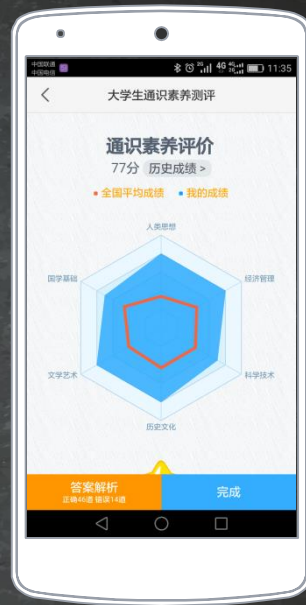 中国联通
中国电信
4G
11:35
大学生通识素养测评
通识素养评价
77分 历史成绩 >
全国平均成绩 我的成绩
人类思想
国学基础 经济管理
文学艺术 科学技术
历史文化
答案解析 完成
正确46道 错误14道